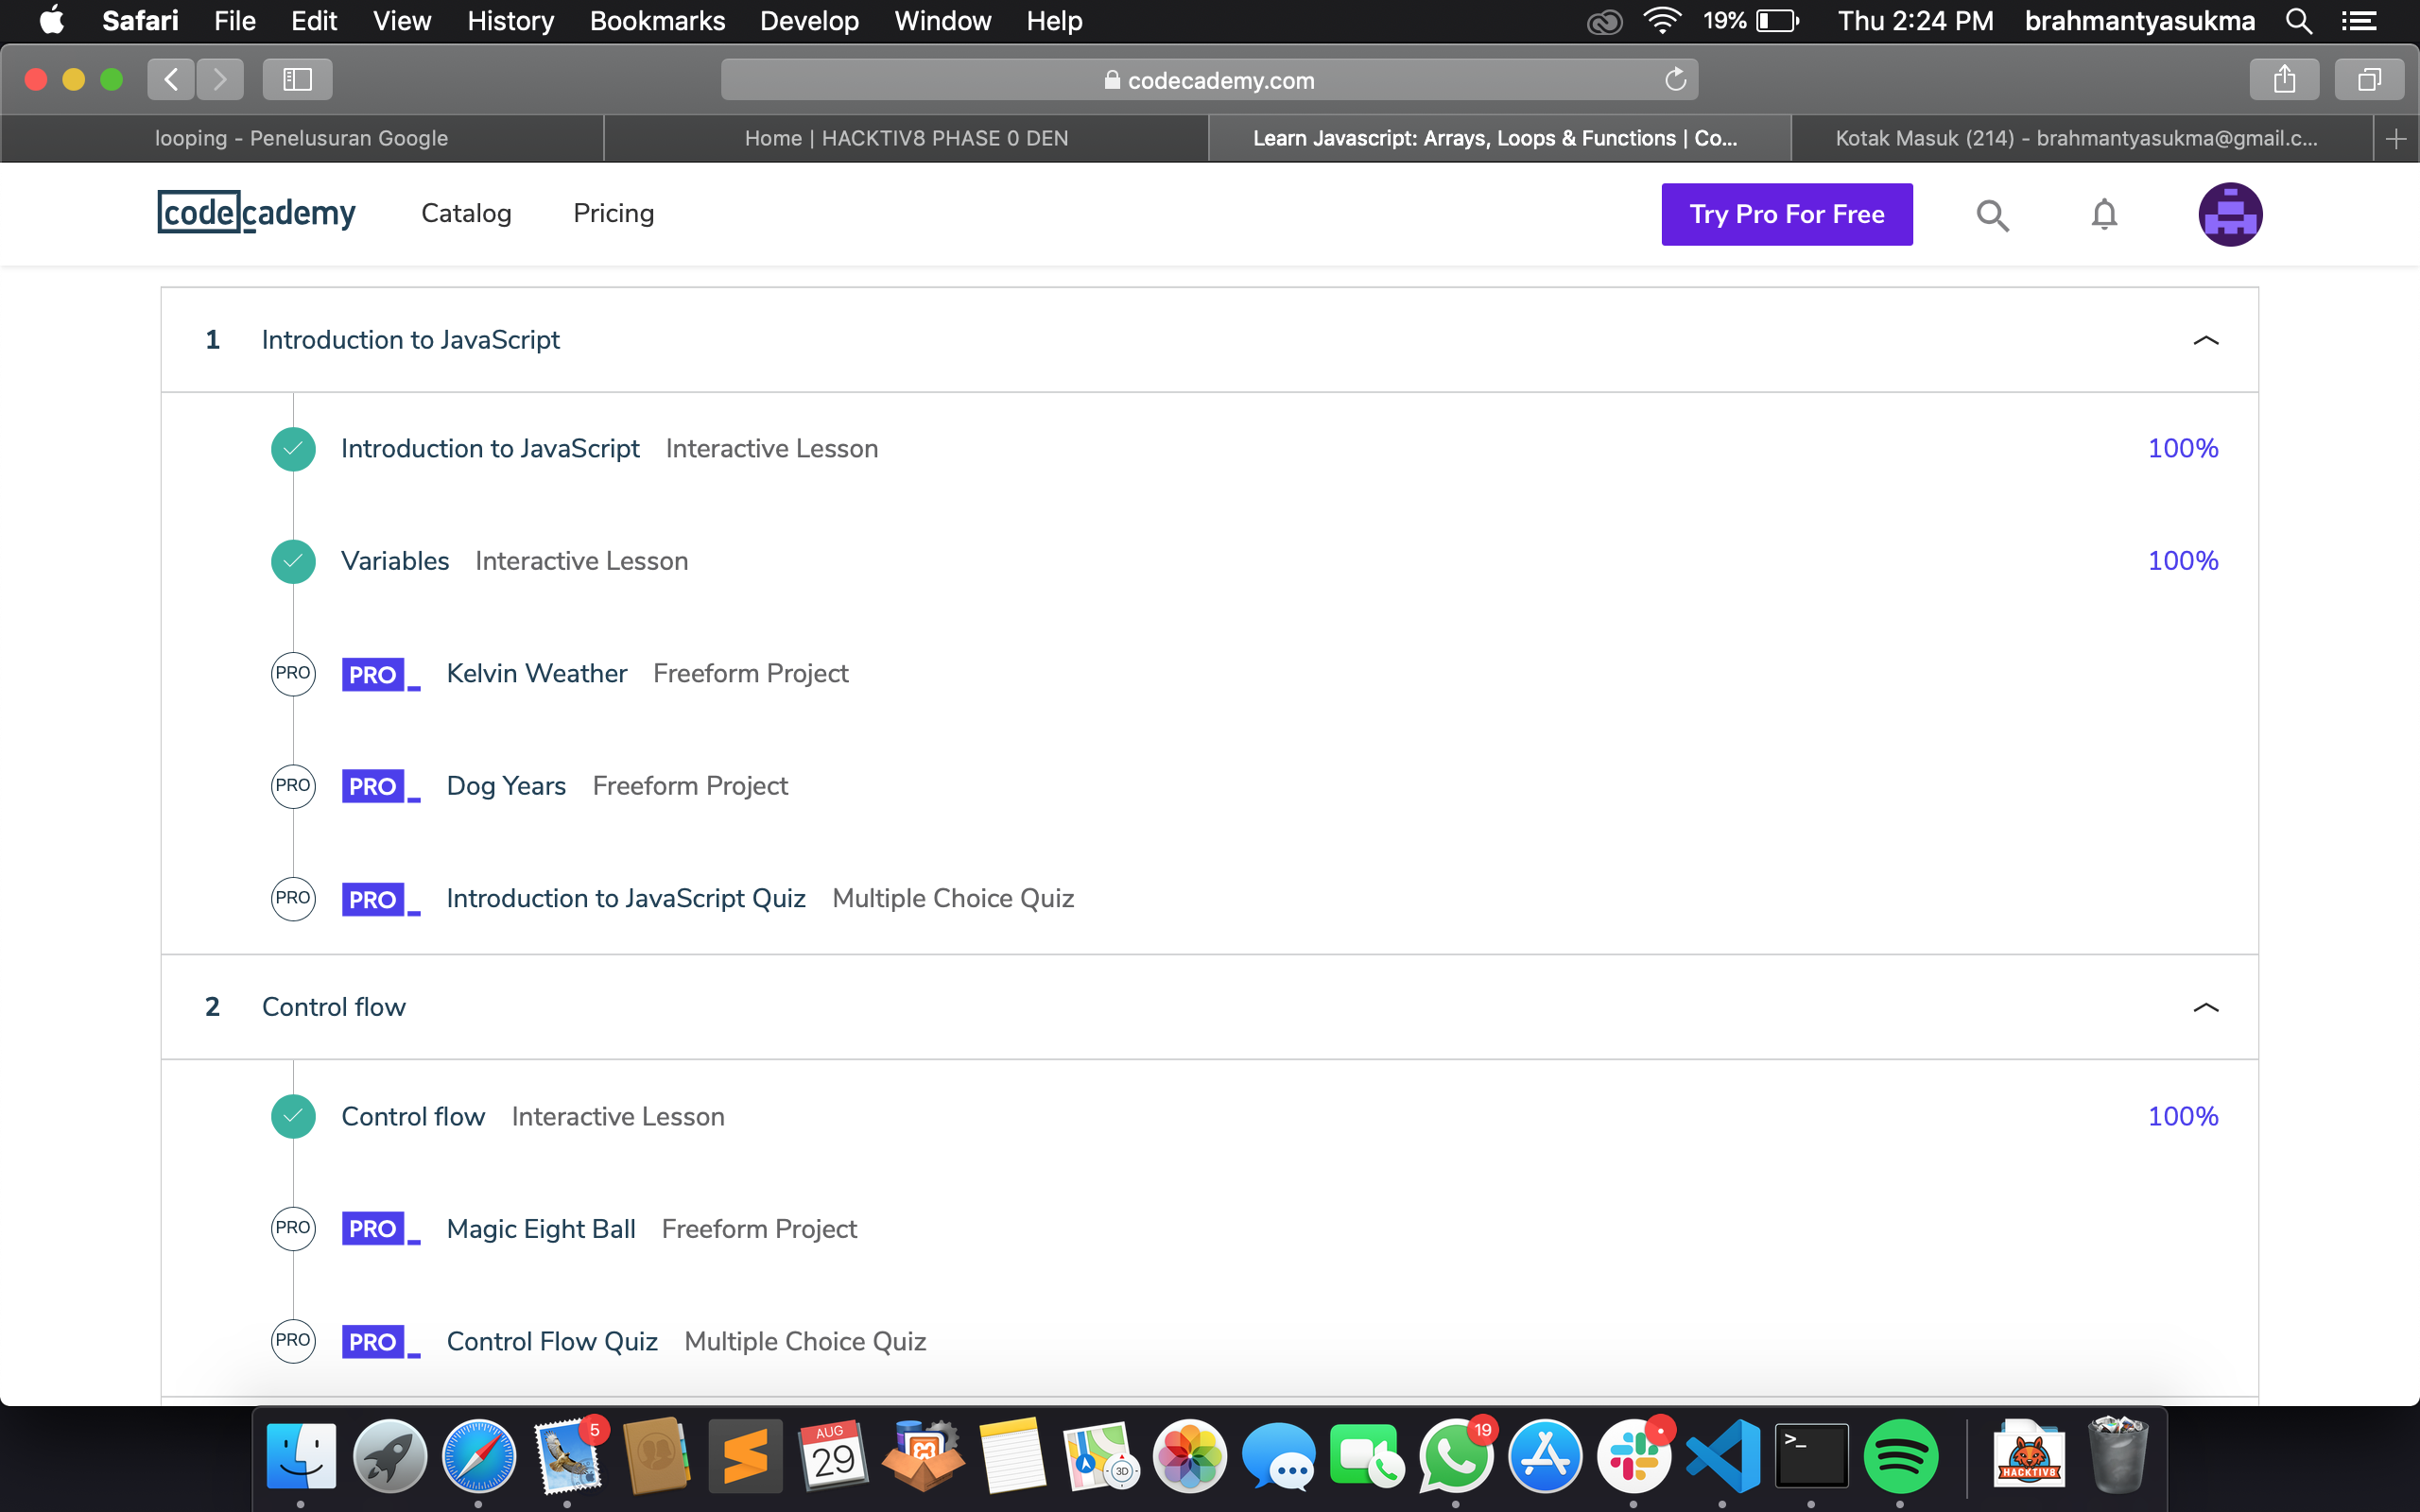 Safari File Edit View History Bookmarks Develop Window Help 19% Thu 2:24 PM brahmantyasukma
codecademy.com
looping - Penelusuran Google Home | HACKTIV8 PHASE 0 DEN Learn Javascript: Arrays, Loops & Functions | Co... Kotak Masuk (214) - brahmantyasukma@gmail.c...
codecademy Catalog Pricing Try Pro For Free
1 Introduction to JavaScript
Introduction to JavaScript Interactive Lesson 100%
Variables Interactive Lesson 100%
PRO PRO Kelvin Weather Freeform Project
PRO PRO Dog Years Freeform Project
PRO PRO Introduction to JavaScript Quiz Multiple Choice Quiz
2 Control flow
Control flow Interactive Lesson 100%
PRO PRO Magic Eight Ball Freeform Project
PRO PRO Control Flow Quiz Multiple Choice Quiz
5 AUG 29 3D 19 >_ HACKTIV8